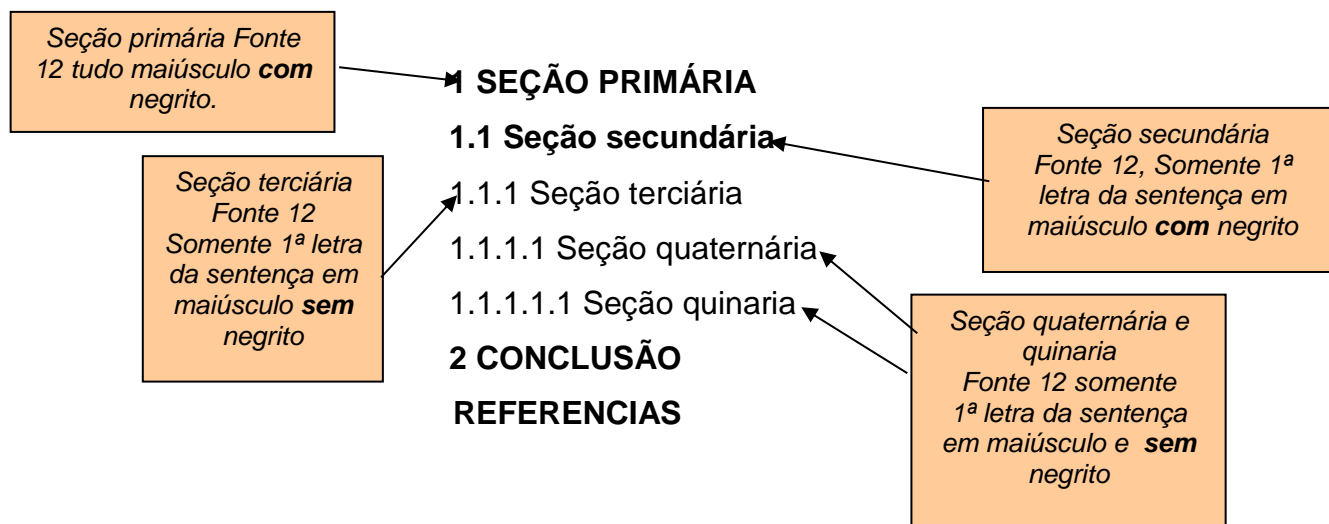 Seção primária Fonte
12 tudo maiúsculo com
negrito.
1 SEÇÃO PRIMÁRIA
1.1 Seção secundária
1.1.1 Seção terciária
1.1.1.1 Seção quaternária
1.1.1.1.1 Seção quinaria
2 CONCLUSÃO
REFERENCIAS
Seção terciária
Fonte 12
Somente 1ª letra
da sentença em
maiúsculo sem
negrito
Seção secundária
Fonte 12, Somente 1ª
letra da sentença em
maiúsculo com negrito
Seção quaternária e
quinaria
Fonte 12 somente
1ª letra da sentença
em maiúsculo e sem
negrito